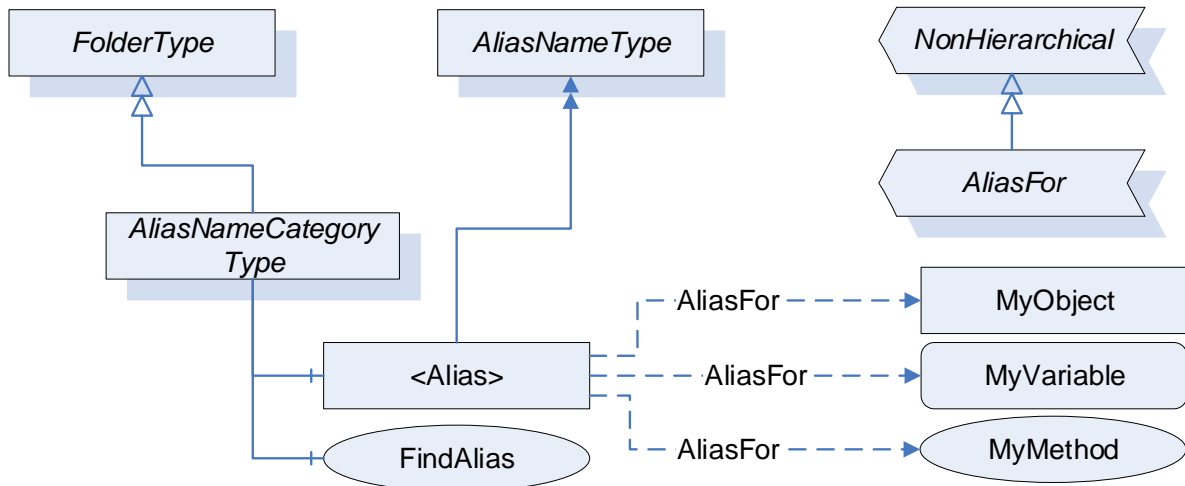 FolderType
AliasNameType
NonHierarchical
AliasFor
AliasNameCategory
Type
AliasFor
MyObject
<Alias>
AliasFor
MyVariable
FindAlias
AliasFor
MyMethod